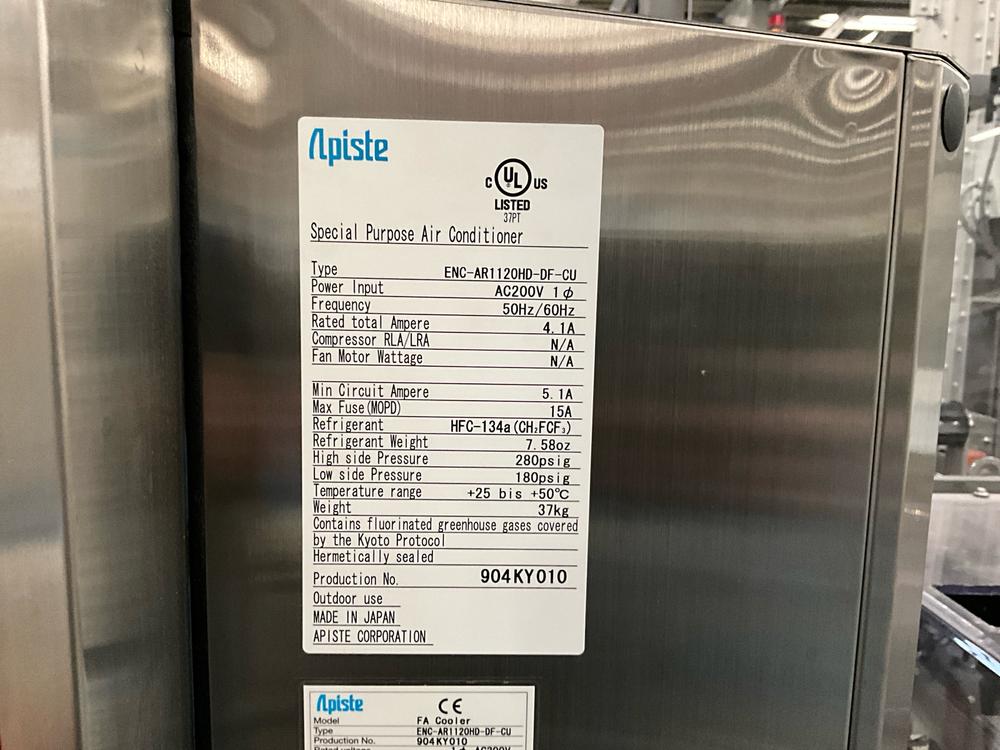 Apiste
C UL US
LISTED
37PT
Special Purpose Air Conditioner
Type ENC-AR1120HD-DF-CU
Power Input AC200V 1φ
Frequency 50Hz/60Hz
Rated total Ampere 4.1A
Compressor RLA/LRA N/A
Fan Motor Wattage N/A
Min Circuit Ampere 5.1A
Max Fuse(MOPD) 15A
Refrigerant HFC-134a(CH₂FCF₃)
Refrigerant Weight 7.58oz
High side Pressure 280psig
Low side Pressure 180psig
Temperature range +25 bis +50℃
Weight 37kg
Contains fluorinated greenhouse gases covered
by the Kyoto Protocol
Hermetically sealed
Production No. 904KY010
Outdoor use
MADE IN JAPAN
APISTE CORPORATION
Apiste CE
Model FA Cooler
Type ENC-AR1120HD-DF-CU
Production No. 904KY010
Rated voltage 1φ AC200V